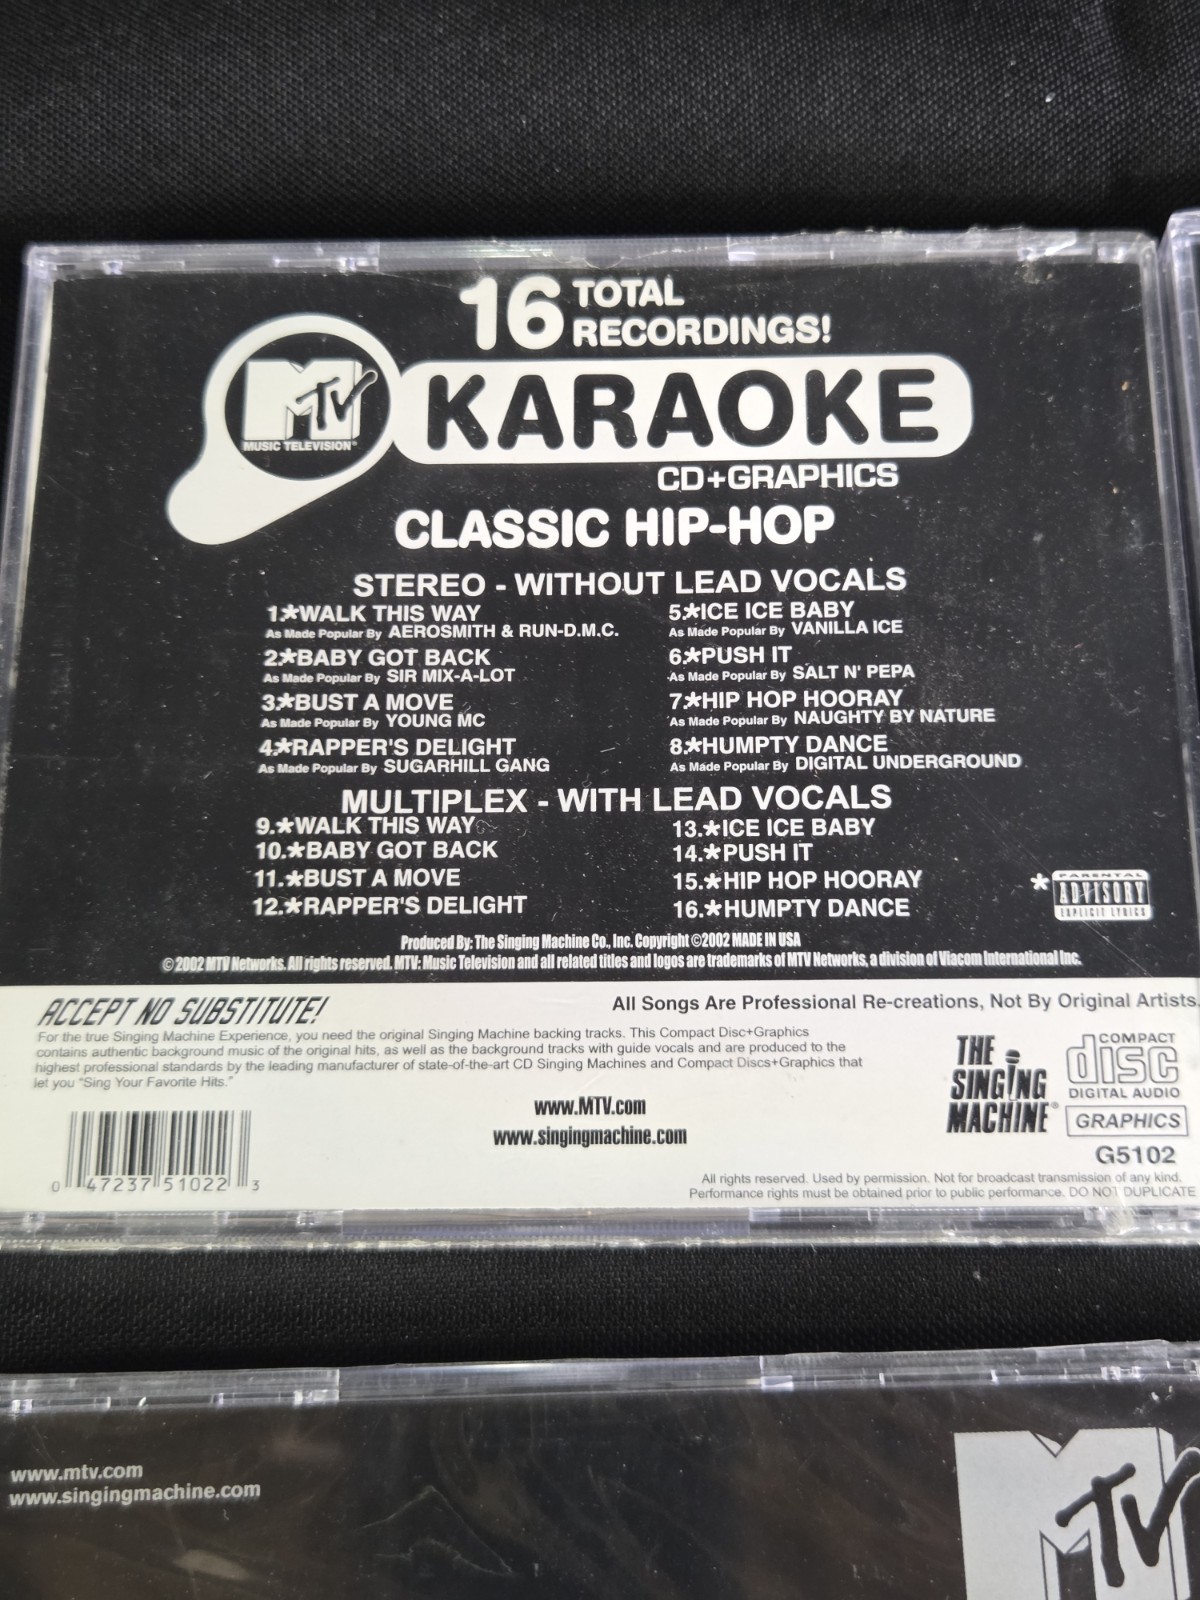 16 TOTAL
RECORDINGS!
MTV
MUSIC TELEVISION®
KARAOKE
CD+GRAPHICS
CLASSIC HIP-HOP
STEREO - WITHOUT LEAD VOCALS
1.*WALK THIS WAY
As Made Popular By AEROSMITH & RUN-D.M.C.
2.*BABY GOT BACK
As Made Popular By SIR MIX-A-LOT
3.*BUST A MOVE
As Made Popular By YOUNG MC
4.*RAPPER'S DELIGHT
As Made Popular By SUGARHILL GANG
5.*ICE ICE BABY
As Made Popular By VANILLA ICE
6.*PUSH IT
As Made Popular By SALT N' PEPA
7.*HIP HOP HOORAY
As Made Popular By NAUGHTY BY NATURE
8.*HUMPTY DANCE
As Made Popular By DIGITAL UNDERGROUND
MULTIPLEX - WITH LEAD VOCALS
9.*WALK THIS WAY
10.*BABY GOT BACK
11.*BUST A MOVE
12.*RAPPER'S DELIGHT
13.*ICE ICE BABY
14.*PUSH IT
15.*HIP HOP HOORAY
16.*HUMPTY DANCE
* PARENTAL
ADVISORY
EXPLICIT LYRICS
Produced By: The Singing Machine Co., Inc. Copyright ©2002 MADE IN USA
© 2002 MTV Networks. All rights reserved. MTV: Music Television and all related titles and logos are trademarks of MTV Networks, a division of Viacom International Inc.
ACCEPT NO SUBSTITUTE!
For the true Singing Machine Experience, you need the original Singing Machine backing tracks. This Compact Disc+Graphics
contains authentic background music of the original hits, as well as the background tracks with guide vocals and are produced to the
highest professional standards by the leading manufacturer of state-of-the-art CD Singing Machines and Compact Discs+Graphics that
let you "Sing Your Favorite Hits."
All Songs Are Professional Re-creations, Not By Original Artists.
www.MTV.com
www.singingmachine.com
THE
SINGING
MACHINE®
COMPACT
disc
DIGITAL AUDIO
GRAPHICS
G5102
0 47237 51022 3
All rights reserved. Used by permission. Not for broadcast transmission of any kind.
Performance rights must be obtained prior to public performance. DO NOT DUPLICATE
www.mtv.com
www.singingmachine.com
MTV